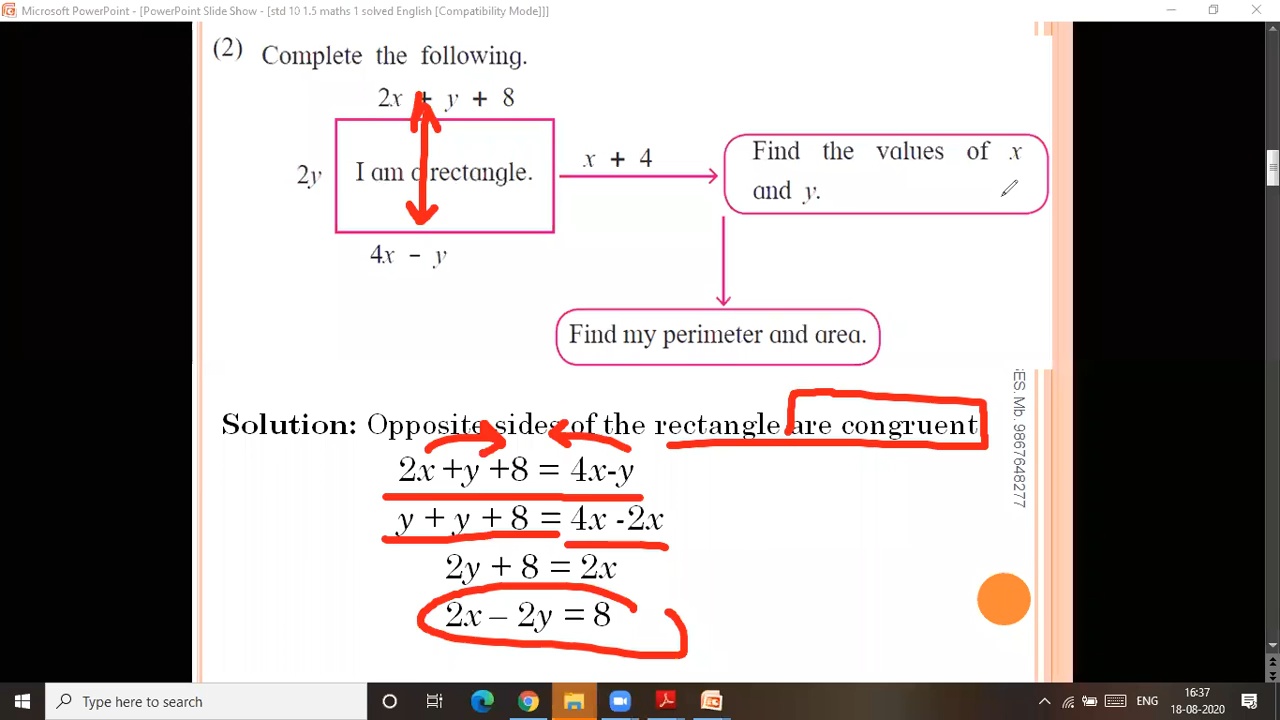 Microsoft PowerPoint - [PowerPoint Slide Show - [std 10 1.5 maths 1 solved English [Compatibility Mode]]]
(2) Complete the following.
2x + y + 8
2y I am a rectangle. x + 4 Find the values of x
and y.
4x - y
Find my perimeter and area.
Solution: Opposite sides of the rectangle are congruent
2x +y +8 = 4x-y
y + y + 8 = 4x -2x
2y + 8 = 2x
2x – 2y = 8
ES. Mb. 9867648277
Type here to search
ENG
16:37
18-08-2020